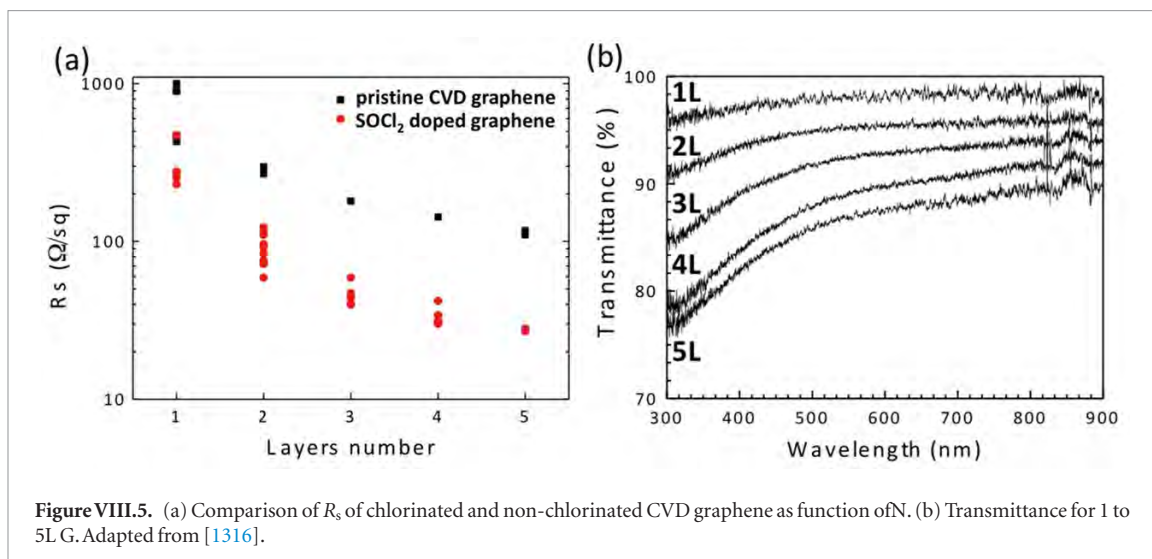 (a)
1000
100
10
Rs (Ω/sq)
pristine CVD graphene
SOCl₂ doped graphene
1 2 3 4 5
Layers number
(b)
100
90
80
70
Transmittance (%)
1L
2L
3L
4L
5L
300 400 500 600 700 800 900
Wavelength (nm)
Figure VIII.5. (a) Comparison of Rs of chlorinated and non-chlorinated CVD graphene as function ofN. (b) Transmittance for 1 to
5L G. Adapted from [1316].